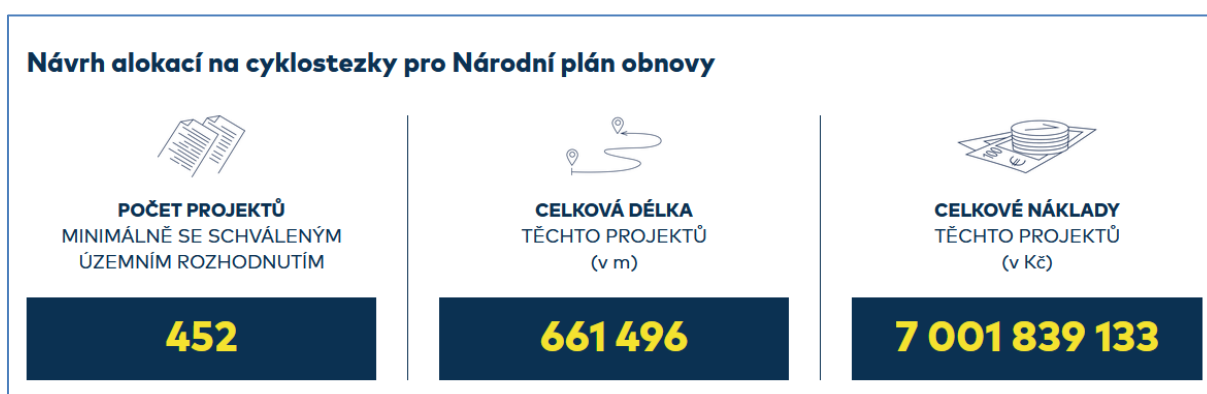 Návrh alokací na cyklostezky pro Národní plán obnovy
100 €
POČET PROJEKTŮ
MINIMÁLNĚ SE SCHVÁLENÝM
ÚZEMNÍM ROZHODNUTÍM
452
CELKOVÁ DÉLKA
TĚCHTO PROJEKTŮ
(v m)
661 496
CELKOVÉ NÁKLADY
TĚCHTO PROJEKTŮ
(v Kč)
7 001 839 133